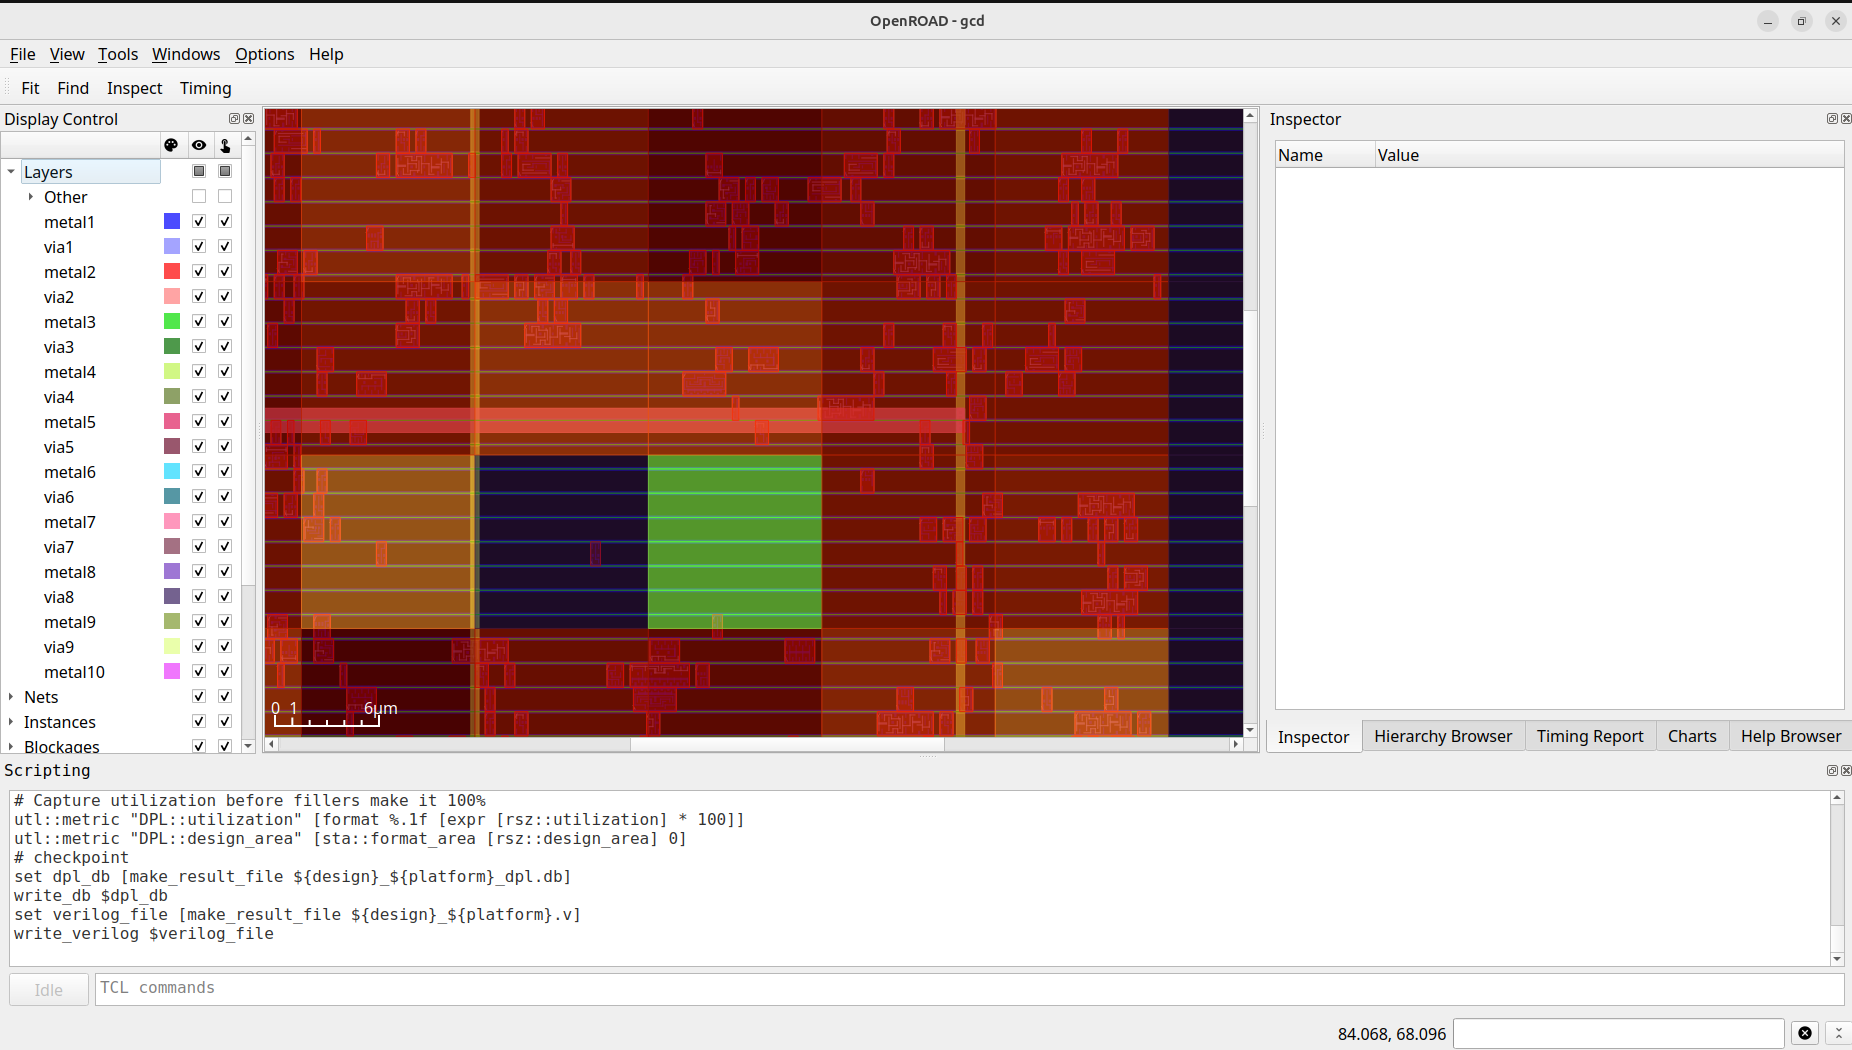 OpenROAD - gcd
File View Tools Windows Options Help
Fit Find Inspect Timing
Display Control
Layers
Other
metal1
via1
metal2
via2
metal3
via3
metal4
via4
metal5
via5
metal6
via6
metal7
via7
metal8
via8
metal9
via9
metal10
Nets
Instances
Blockages
0 1 6μm
Inspector
Name Value
Inspector Hierarchy Browser Timing Report Charts Help Browser
Scripting
# Capture utilization before fillers make it 100%
utl::metric "DPL::utilization" [format %.1f [expr [rsz::utilization] * 100]]
utl::metric "DPL::design_area" [sta::format_area [rsz::design_area] 0]
# checkpoint
set dpl_db [make_result_file ${design}_${platform}_dpl.db]
write_db $dpl_db
set verilog_file [make_result_file ${design}_${platform}.v]
write_verilog $verilog_file
Idle TCL commands
84.068, 68.096